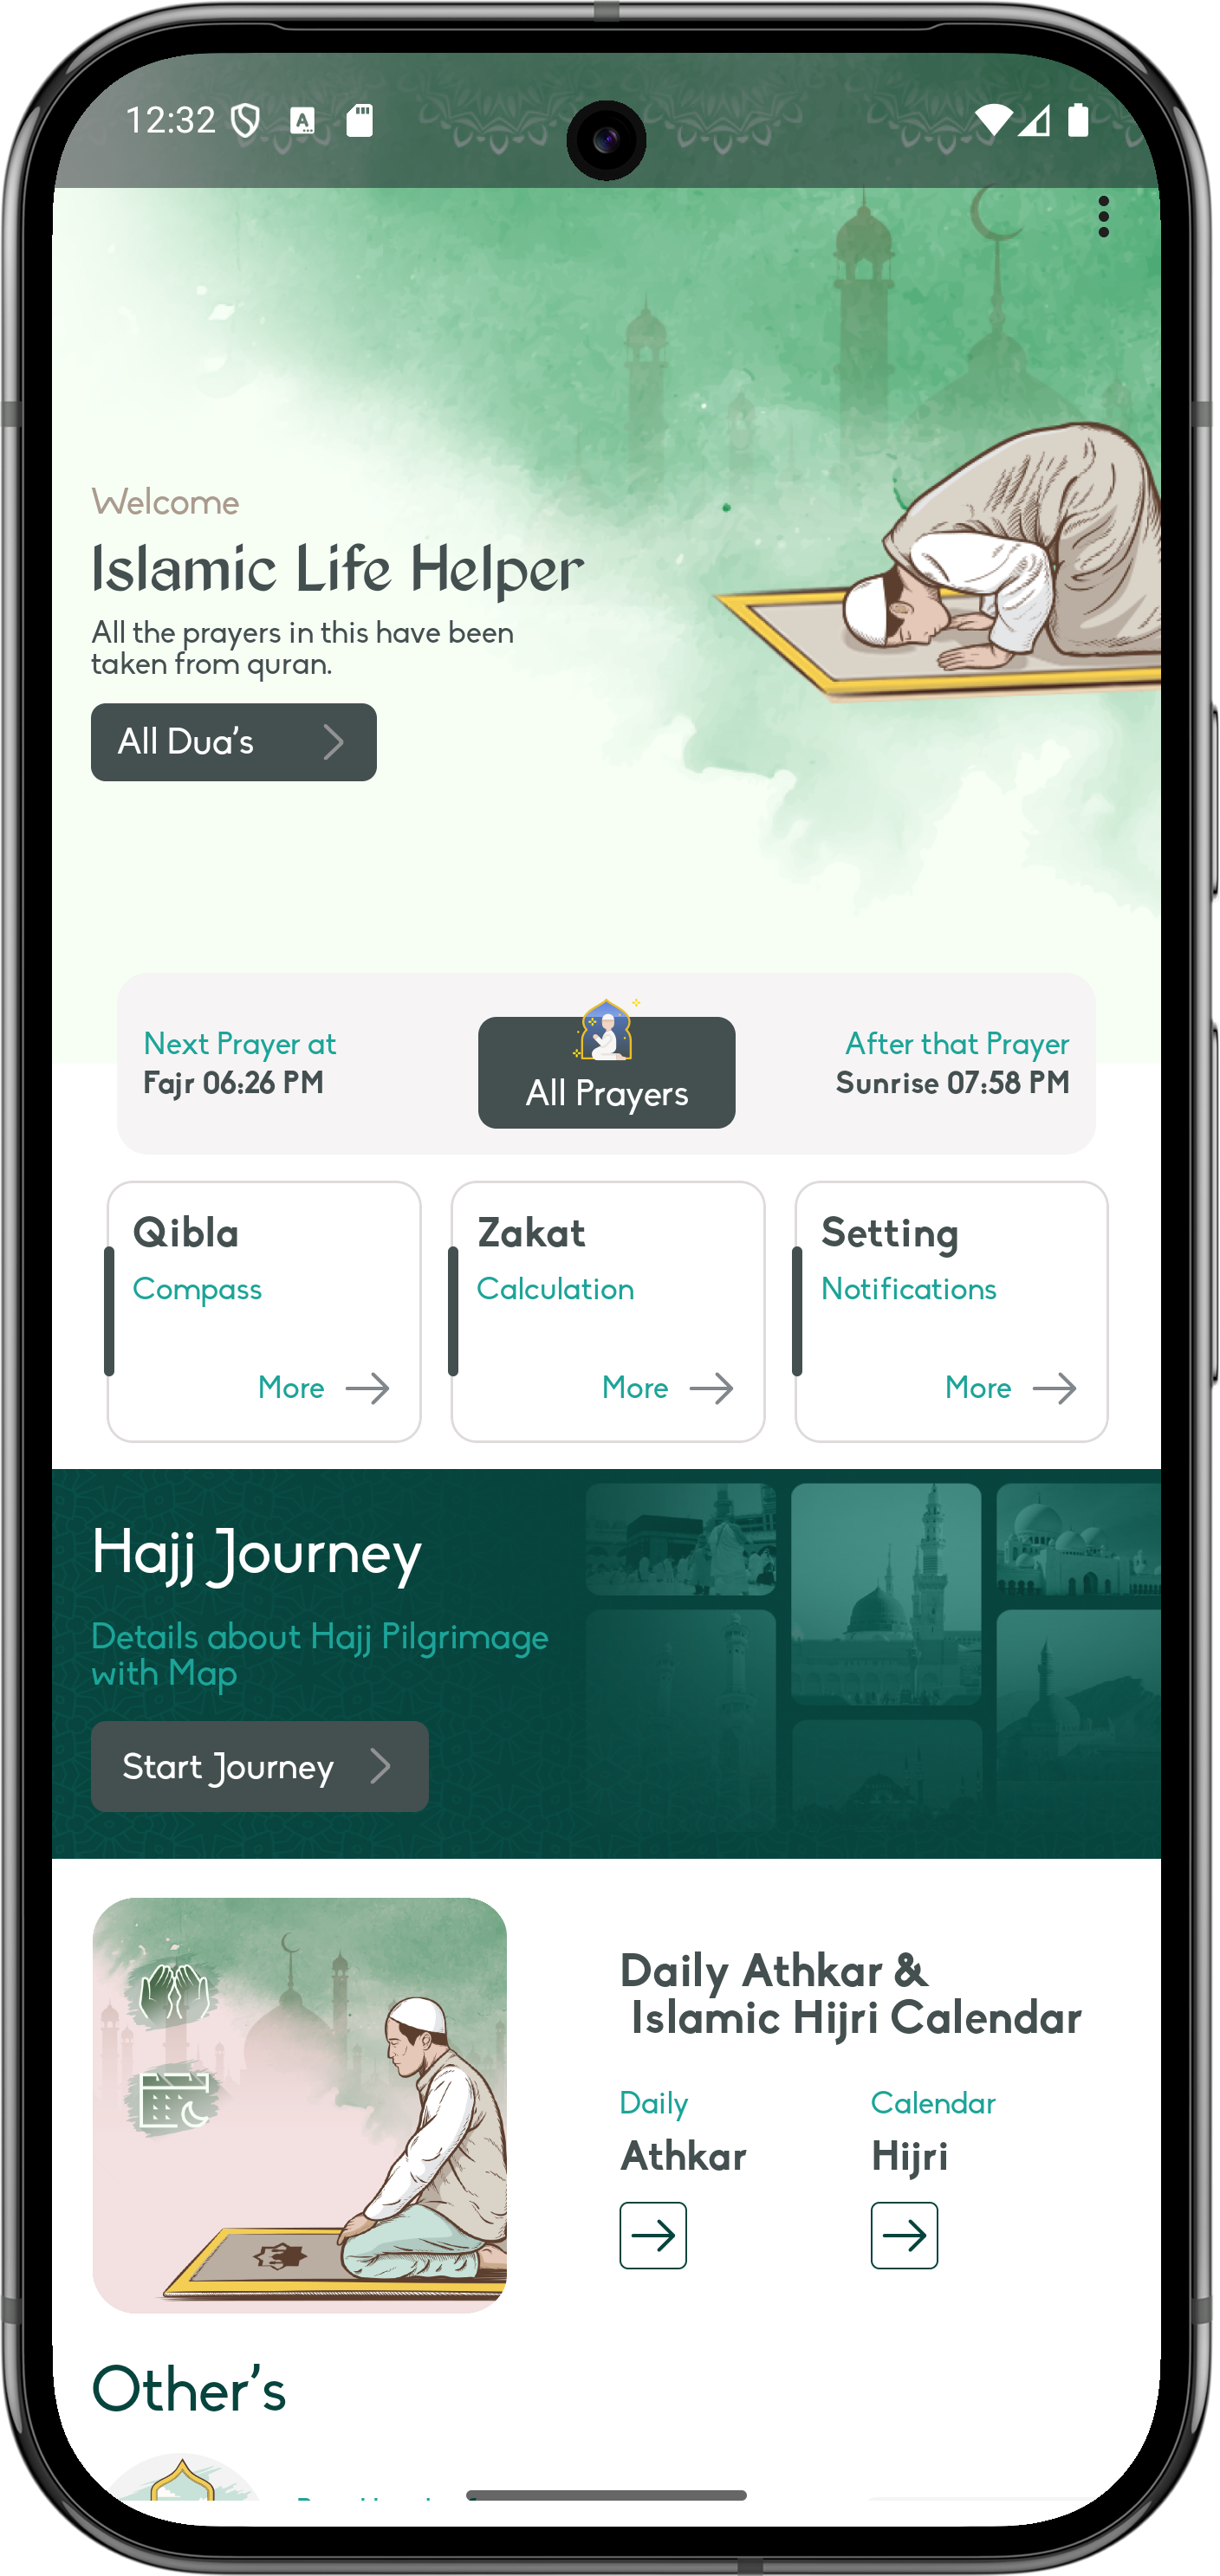 12:32
A
Welcome
Islamic Life Helper
All the prayers in this have been
taken from quran.
All Dua's
Next Prayer at
Fajr 06:26 PM
All Prayers
After that Prayer
Sunrise 07:58 PM
Qibla
Compass
More
Zakat
Calculation
More
Setting
Notifications
More
Hajj Journey
Details about Hajj Pilgrimage
with Map
Start Journey
Daily Athkar &
Islamic Hijri Calendar
Daily
Athkar
Calendar
Hijri
Other's